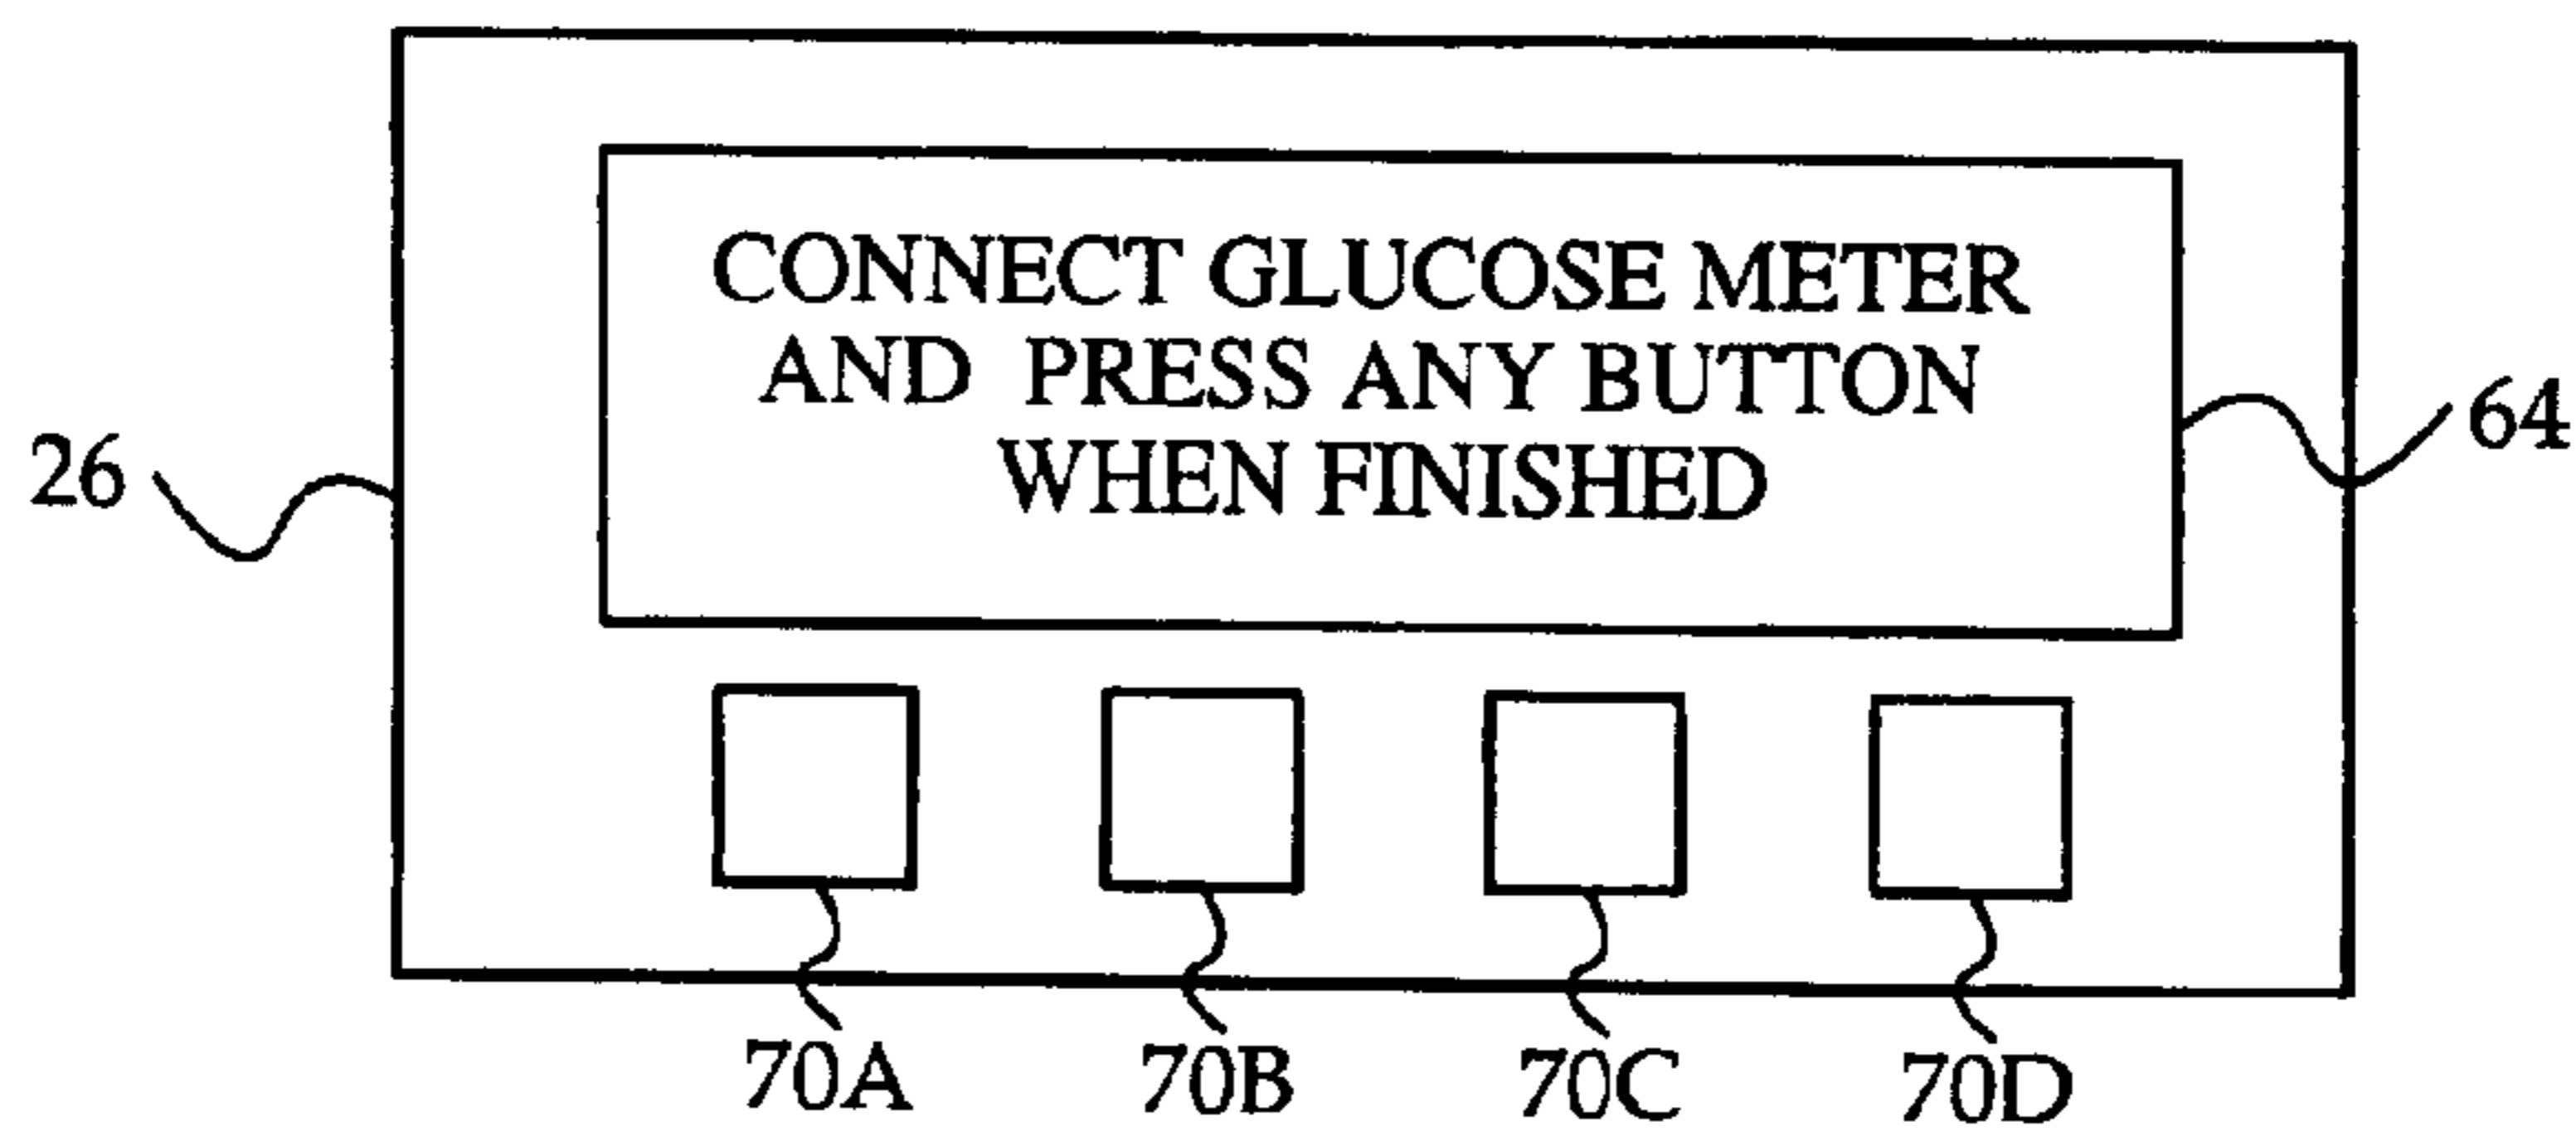 CONNECT GLUCOSE METER
AND PRESS ANY BUTTON
WHEN FINISHED
26
64
70A
70B
70C
70D